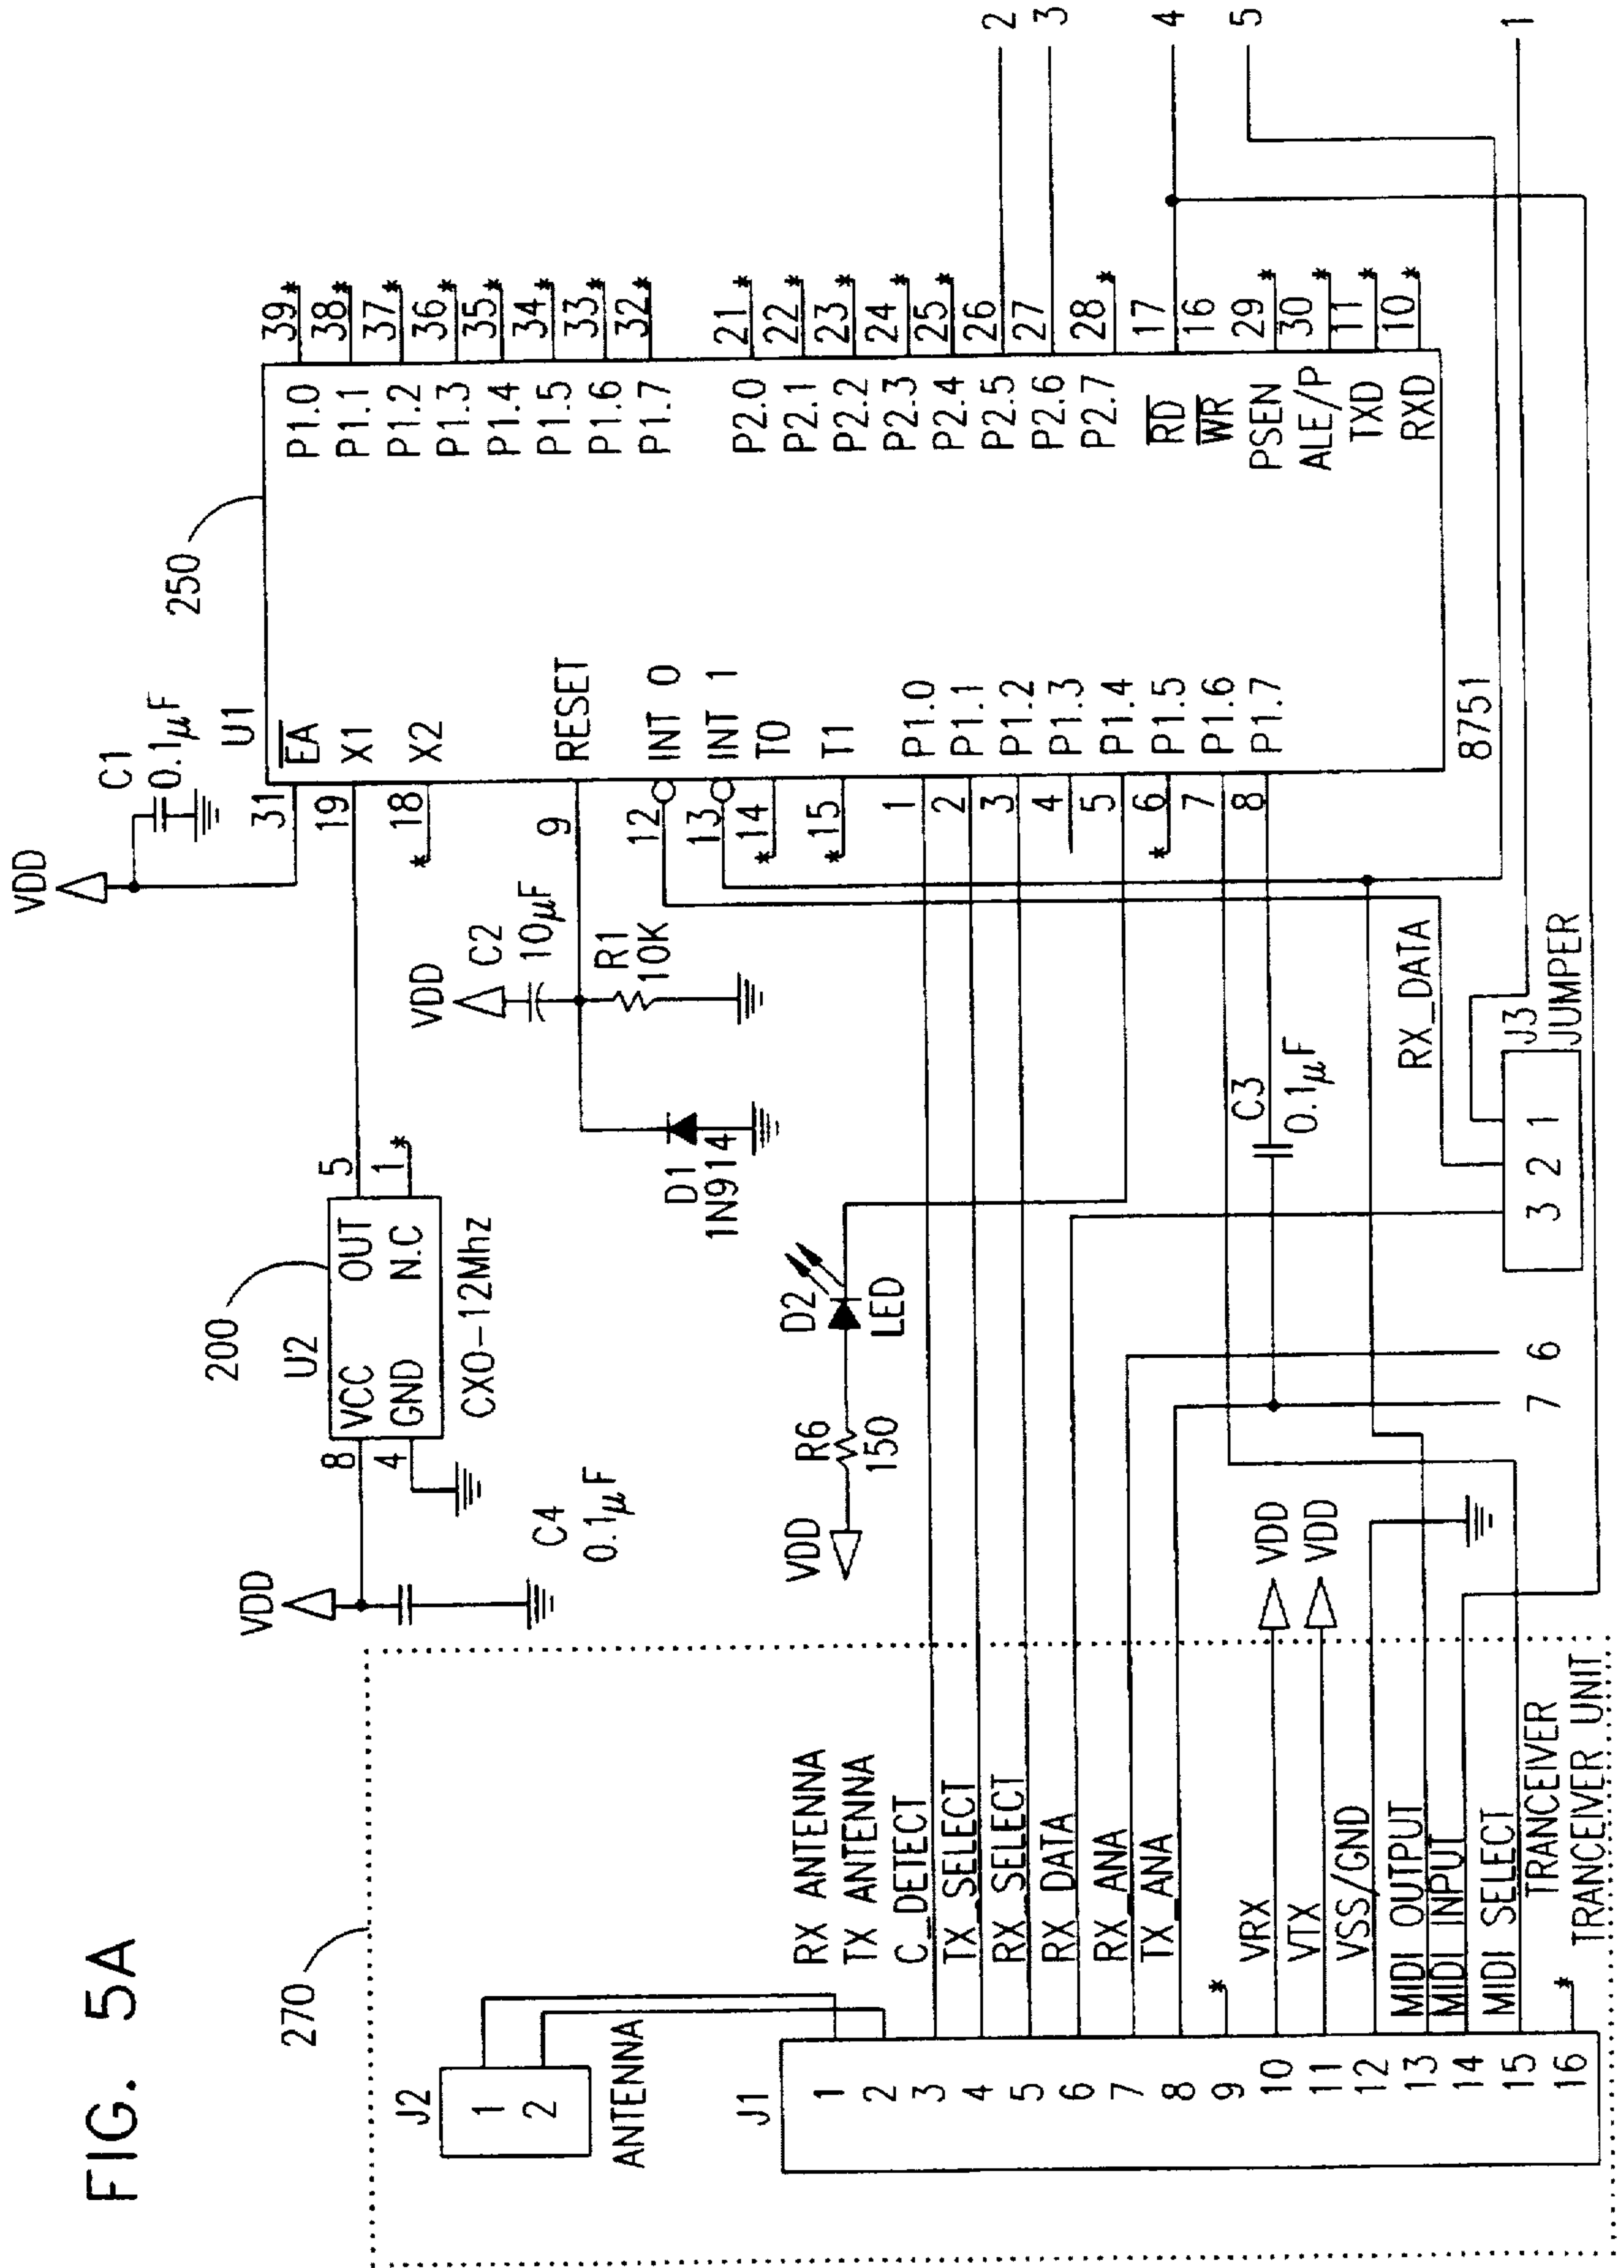 FIG. 5A
270
J2
1
2
ANTENNA
J1
1
2
3
4
5
6
7
8
9
10
11
12
13
14
15
16
RX ANTENNA
TX ANTENNA
C_DETECT
TX_SELECT
RX_SELECT
RX_DATA
RX_ANA
TX_ANA
*
VRX
VTX
VSS/GND
MIDI OUTPUT
MIDI INPUT
MIDI SELECT
*
TRANCEIVER
TRANCEIVER UNIT
VDD
VDD
VDD
C4
0.1µF
200
U2
8 VCC OUT 5
4 GND N.C 1 *
CXO-12Mhz
VDD
R6
150
D2
LED
D1
1N914
VDD
C2
10µF
R1
10K
C3
0.1µF
7
6
RX_DATA
3 2 1
J3
JUMPER
VDD
C1
0.1µF
250
U1
31 EA
19 X1
* 18 X2
9 RESET
12 INT 0
13 INT 1
* 14 T0
* 15 T1
1 P1.0
2 P1.1
3 P1.2
4 P1.3
5 P1.4
* 6 P1.5
7 P1.6
8 P1.7
8751
P1.0 39 *
P1.1 38 *
P1.2 37 *
P1.3 36 *
P1.4 35 *
P1.5 34 *
P1.6 33 *
P1.7 32 *
P2.0 21 *
P2.1 22 *
P2.2 23 *
P2.3 24 *
P2.4 25 *
P2.5 26
P2.6 27
P2.7 28 *
RD 17
WR 16
PSEN 29 *
ALE/P 30 *
TXD 11 *
RXD 10 *
2
3
4
5
1